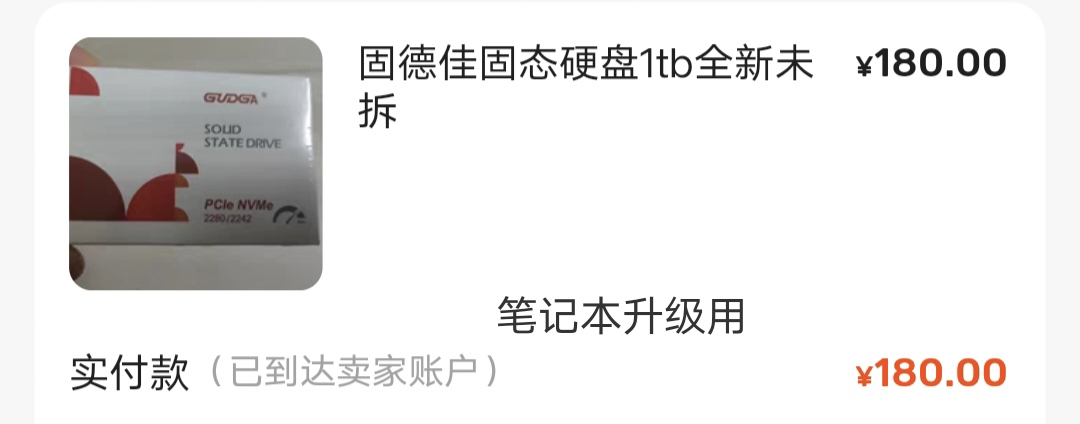 固德佳固态硬盘1tb全新未
拆
¥180.00
GUDGA®
SOLID
STATE DRIVE
PCIe NVMe
2280/2242
笔记本升级用
实付款（已到达卖家账户）
¥180.00